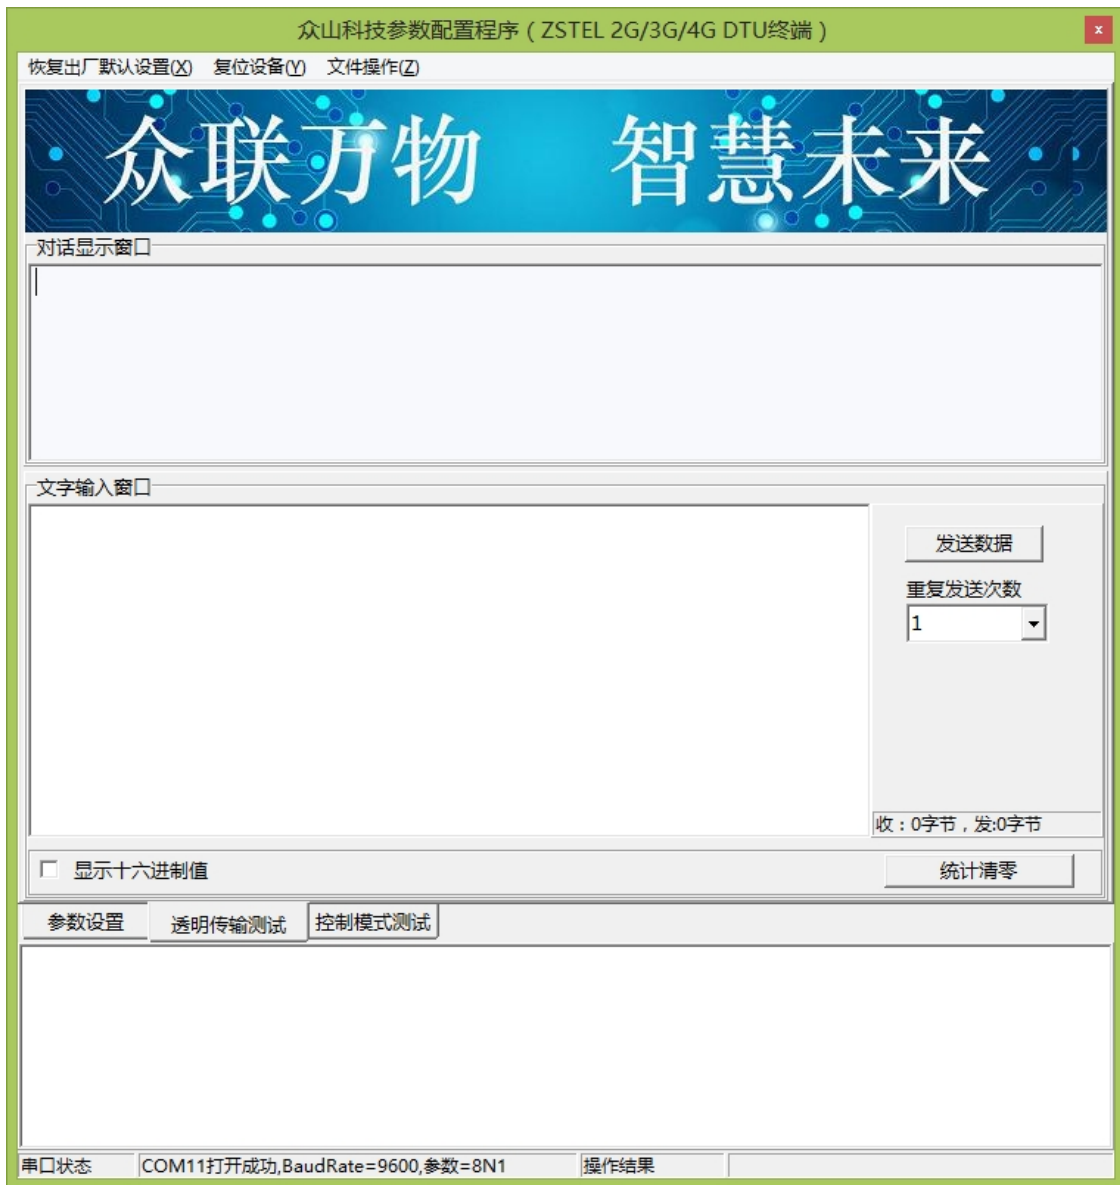 众山科技参数配置程序（ZSTEL 2G/3G/4G DTU终端）
x
恢复出厂默认设置(X) 复位设备(Y) 文件操作(Z)
众联万物 智慧未来
对话显示窗口
文字输入窗口
发送数据
重复发送次数
1
收：0字节，发:0字节
显示十六进制值
统计清零
参数设置 透明传输测试 控制模式测试
串口状态 COM11打开成功,BaudRate=9600,参数=8N1 操作结果